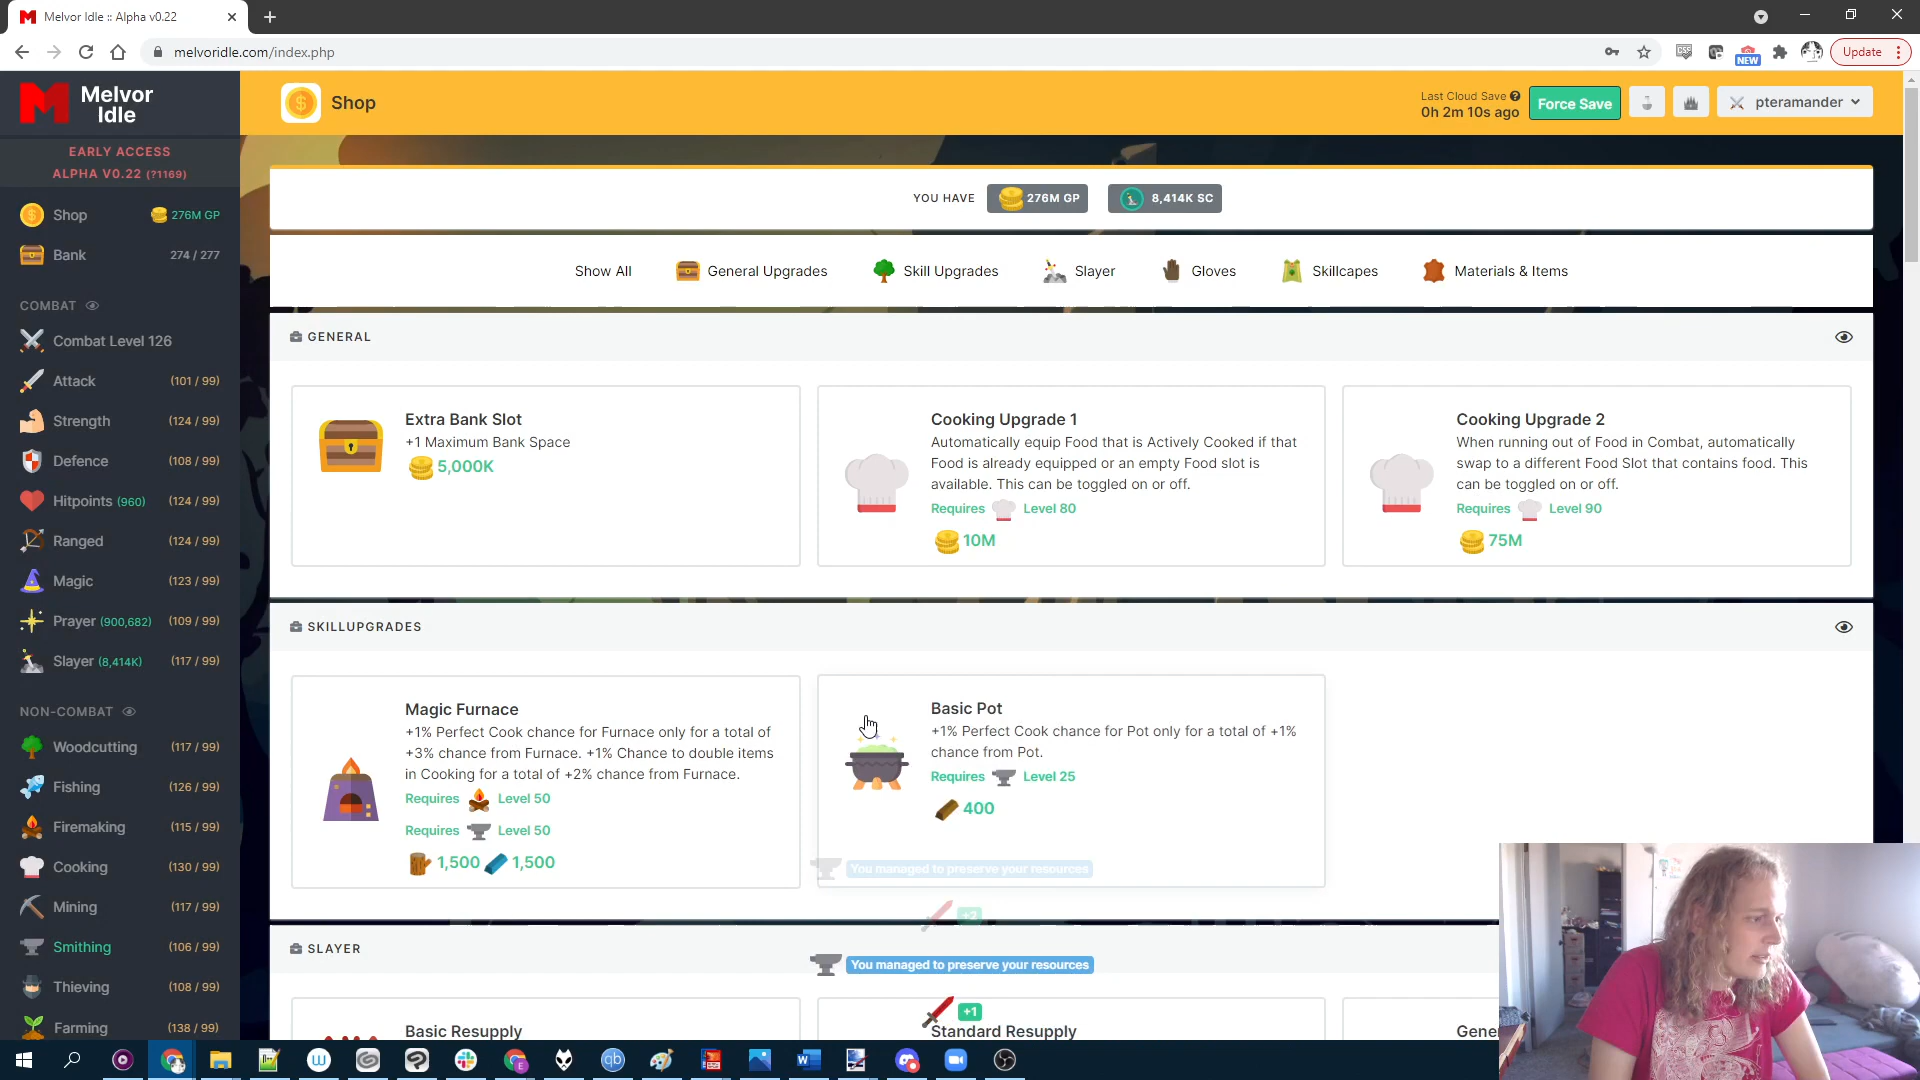 Melvor Idle :: Alpha v0.22
melvoridle.com/index.php
NEW
Update
Melvor
Idle
Shop
Last Cloud Save
0h 2m 10s ago
Force Save
pteramander
EARLY ACCESS
ALPHA V0.22 (?1169)
Shop 276M GP
Bank 274 / 277
COMBAT
Combat Level 126
Attack (101 / 99)
Strength (124 / 99)
Defence (108 / 99)
Hitpoints (960) (124 / 99)
Ranged (124 / 99)
Magic (123 / 99)
Prayer (900,682) (109 / 99)
Slayer (8,414K) (117 / 99)
NON-COMBAT
Woodcutting (117 / 99)
Fishing (126 / 99)
Firemaking (115 / 99)
Cooking (130 / 99)
Mining (117 / 99)
Smithing (106 / 99)
Thieving (108 / 99)
Farming (138 / 99)
YOU HAVE 276M GP 8,414K SC
Show All General Upgrades Skill Upgrades Slayer Gloves Skillcapes Materials & Items
GENERAL
Extra Bank Slot
+1 Maximum Bank Space
5,000K
Cooking Upgrade 1
Automatically equip Food that is Actively Cooked if that
Food is already equipped or an empty Food slot is
available. This can be toggled on or off.
Requires Level 80
10M
Cooking Upgrade 2
When running out of Food in Combat, automatically
swap to a different Food Slot that contains food. This
can be toggled on or off.
Requires Level 90
75M
SKILLUPGRADES
Magic Furnace
+1% Perfect Cook chance for Furnace only for a total of
+3% chance from Furnace. +1% Chance to double items
in Cooking for a total of +2% chance from Furnace.
Requires Level 50
Requires Level 50
1,500 1,500
Basic Pot
+1% Perfect Cook chance for Pot only for a total of +1%
chance from Pot.
Requires Level 25
400
You managed to preserve your resources
+2
SLAYER
You managed to preserve your resources
+1
Basic Resupply
Standard Resupply
Gene